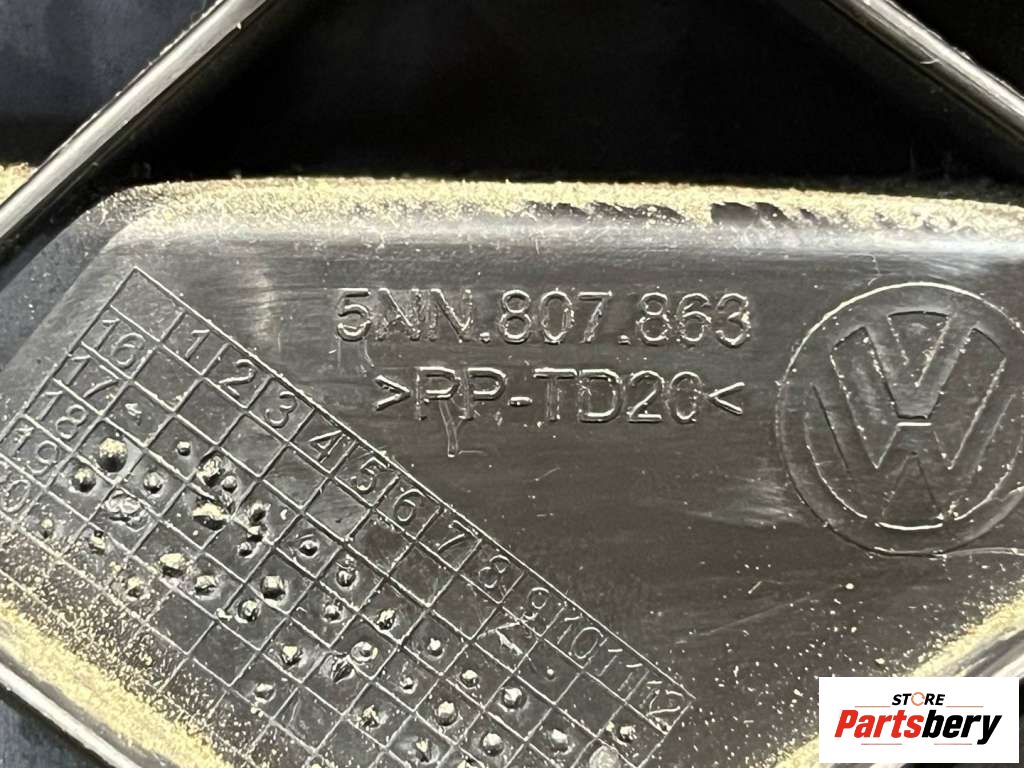 5NN.807.863
>PP-TD20<
1 2 3 4 5 6 7 8 9 10 11 12
16
17
18
19
VW
STORE
Partsbery